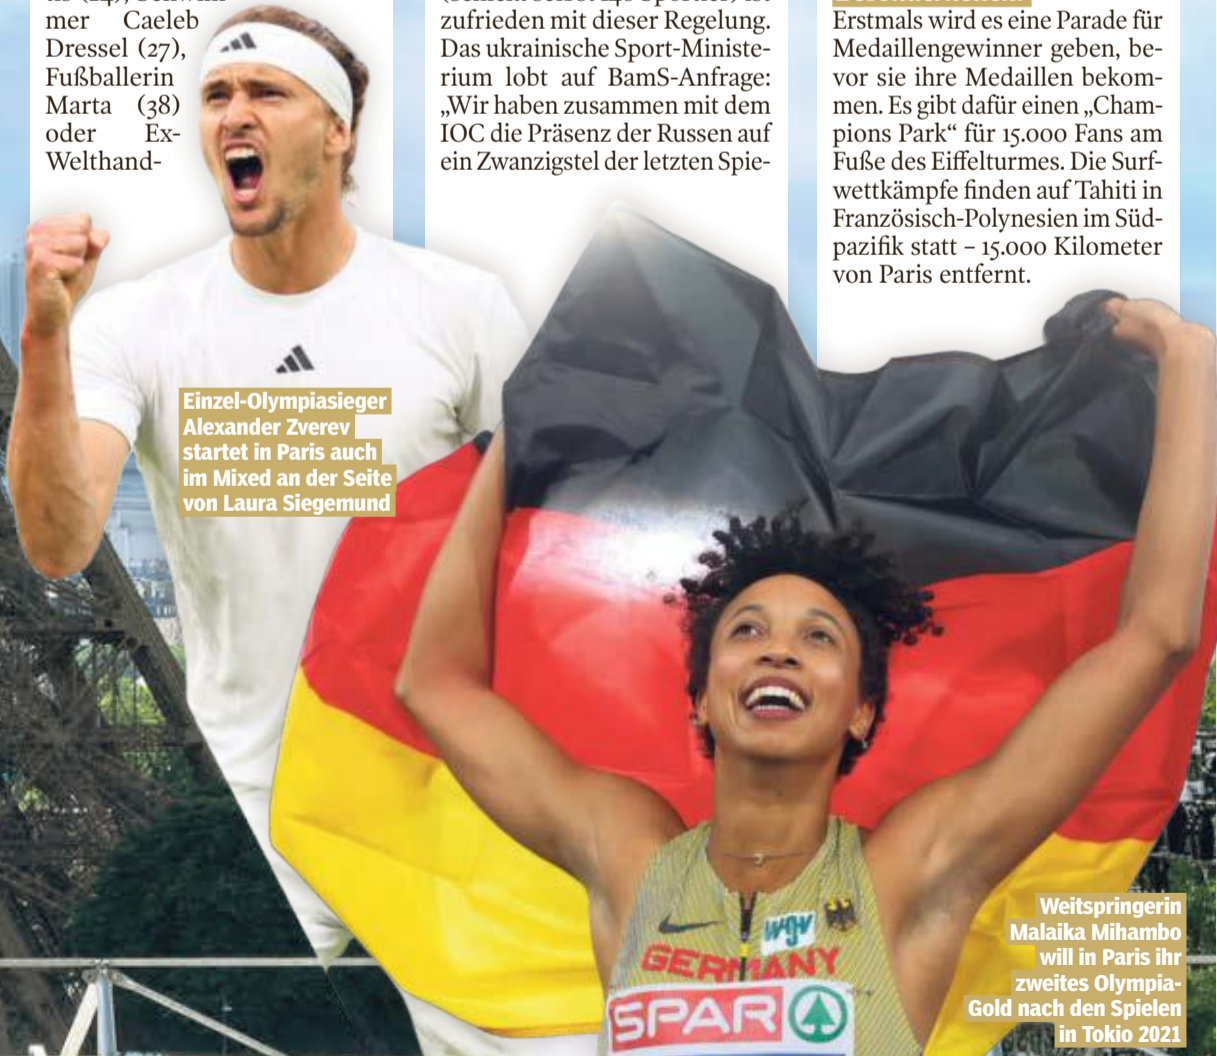 mer Caeleb
Dressel (27),
Fußballerin
Marta (38)
oder Ex-
Welthand-
zufrieden mit dieser Regelung.
Das ukrainische Sport-Ministe-
rium lobt auf BamS-Anfrage:
„Wir haben zusammen mit dem
IOC die Präsenz der Russen auf
ein Zwanzigstel der letzten Spie-
Erstmals wird es eine Parade für
Medaillengewinner geben, be-
vor sie ihre Medaillen bekom-
men. Es gibt dafür einen „Cham-
pions Park“ für 15.000 Fans am
Fuße des Eiffelturmes. Die Surf-
wettkämpfe finden auf Tahiti in
Französisch-Polynesien im Süd-
pazifik statt – 15.000 Kilometer
von Paris entfernt.
Einzel-Olympiasieger
Alexander Zverev
startet in Paris auch
im Mixed an der Seite
von Laura Siegemund
wgv
GERMANY
SPAR
Weitspringerin
Malaika Mihambo
will in Paris ihr
zweites Olympia-
Gold nach den Spielen
in Tokio 2021